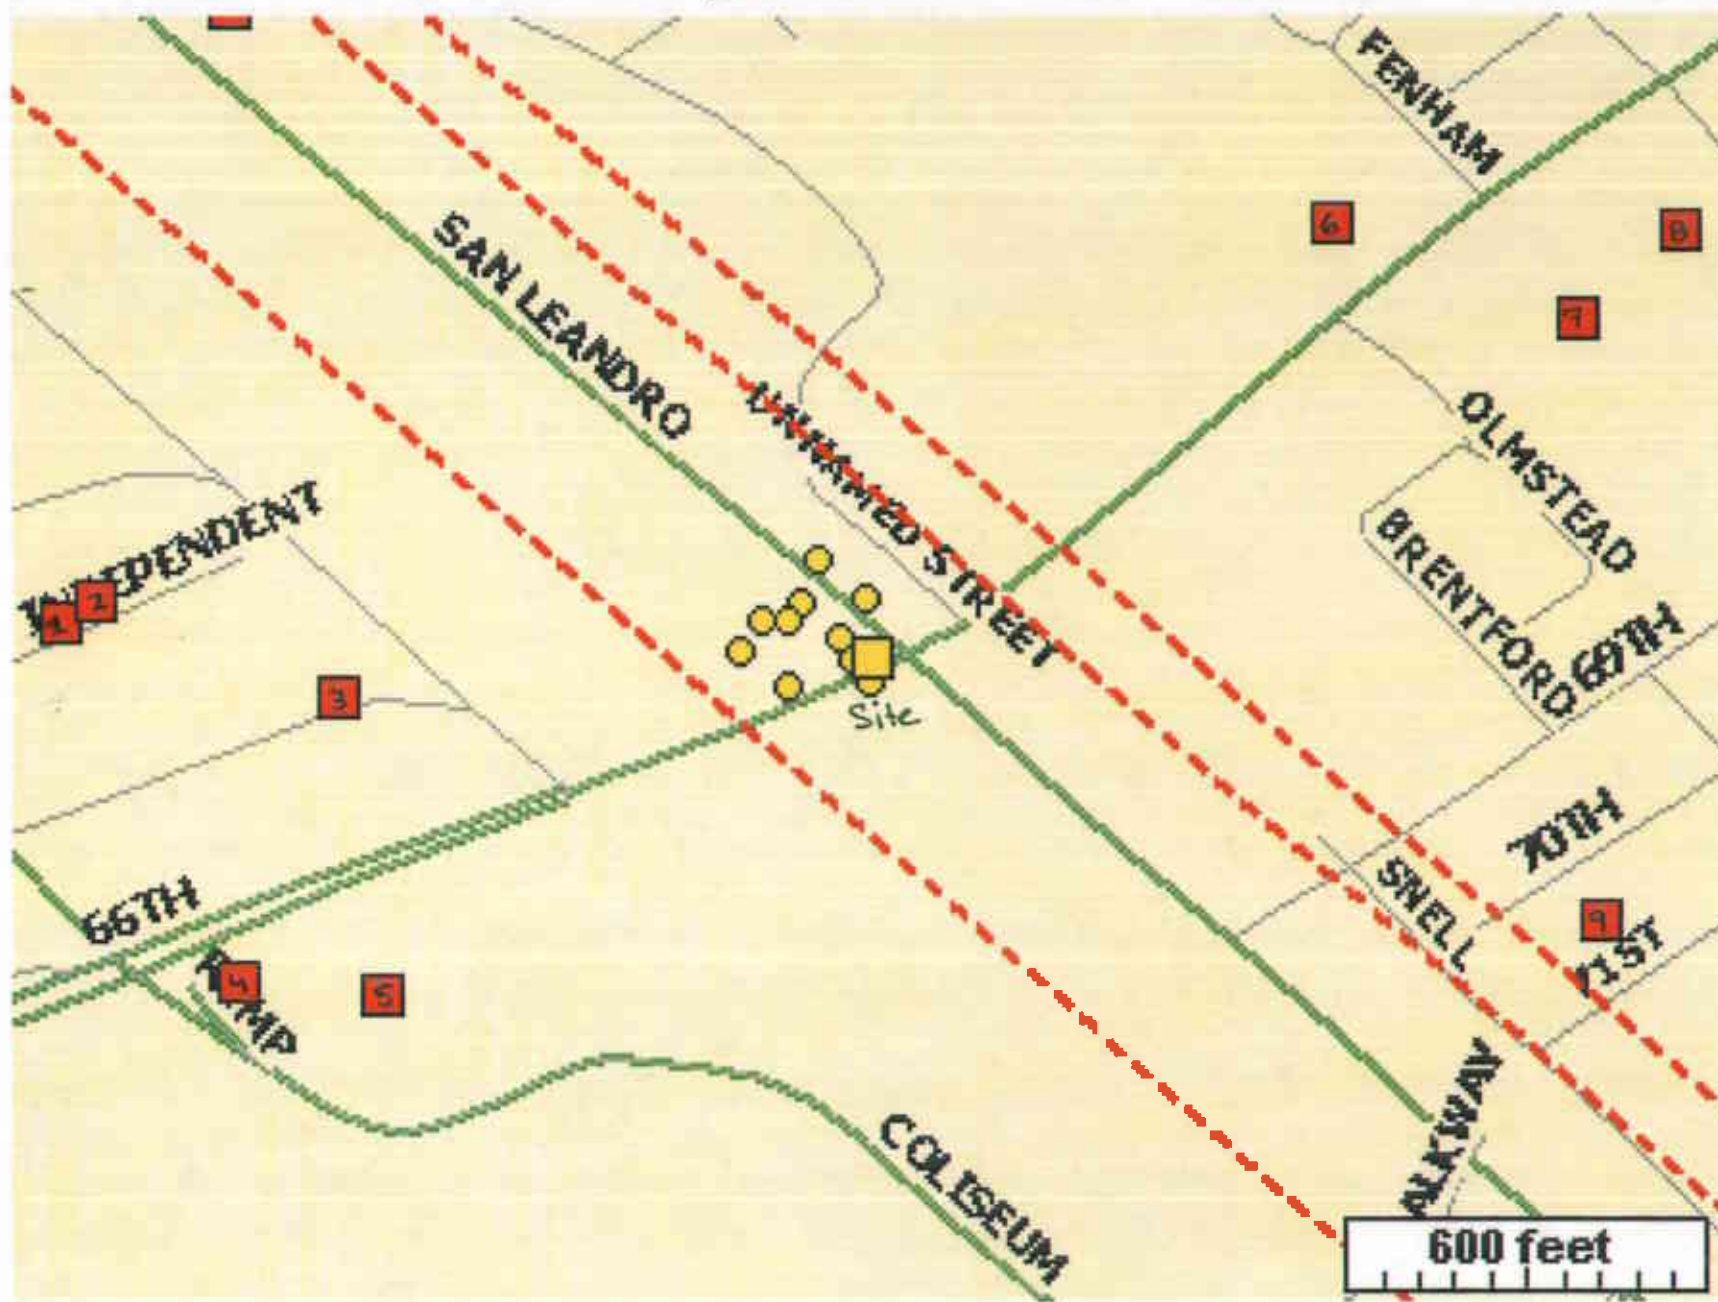 FENHAM
6
8
SAN LEANDRO
7
UNNAMED STREET
OLMSTEAD
INDEPENDENT
BRENTFORD
2
1
69TH
3
Site
70TH
SNELL
66TH
9
71ST
RAMP
4
5
ALKWAY
COLISEUM
600 feet